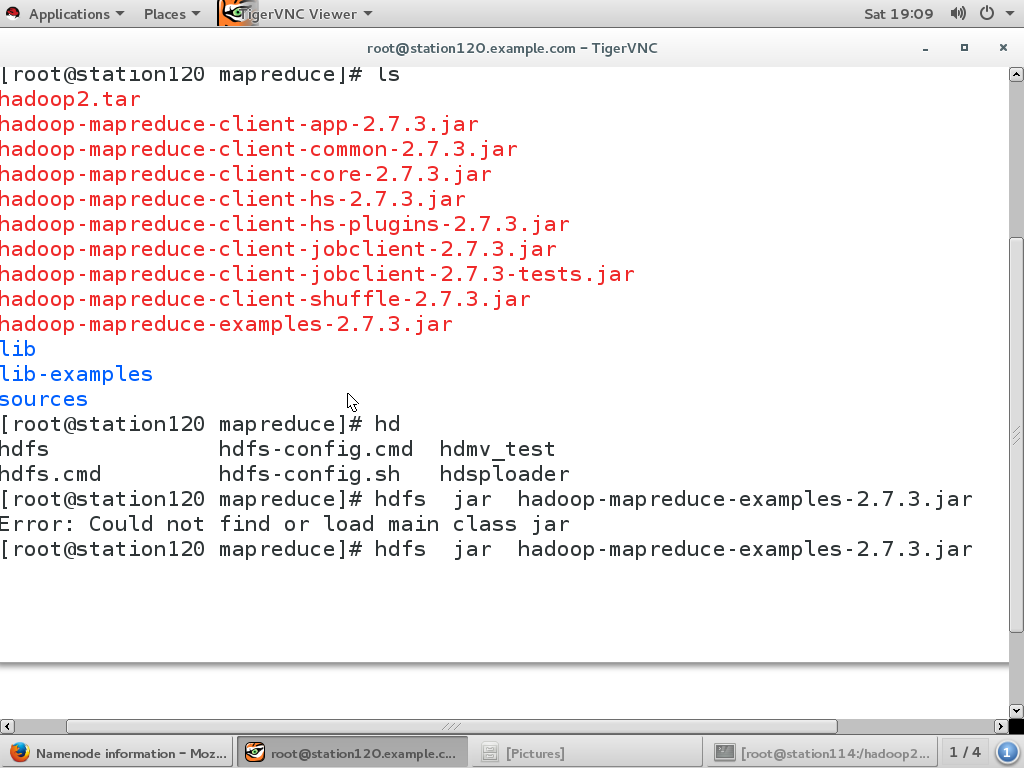 Applications Places TigerVNC Viewer Sat 19:09
root@station120.example.com - TigerVNC
[root@station120 mapreduce]# ls
hadoop2.tar
hadoop-mapreduce-client-app-2.7.3.jar
hadoop-mapreduce-client-common-2.7.3.jar
hadoop-mapreduce-client-core-2.7.3.jar
hadoop-mapreduce-client-hs-2.7.3.jar
hadoop-mapreduce-client-hs-plugins-2.7.3.jar
hadoop-mapreduce-client-jobclient-2.7.3.jar
hadoop-mapreduce-client-jobclient-2.7.3-tests.jar
hadoop-mapreduce-client-shuffle-2.7.3.jar
hadoop-mapreduce-examples-2.7.3.jar
lib
lib-examples
sources
[root@station120 mapreduce]# hd
hdfs hdfs-config.cmd hdmv_test
hdfs.cmd hdfs-config.sh hdsploader
[root@station120 mapreduce]# hdfs  jar  hadoop-mapreduce-examples-2.7.3.jar
Error: Could not find or load main class jar
[root@station120 mapreduce]# hdfs  jar  hadoop-mapreduce-examples-2.7.3.jar
Namenode information - Moz... root@station120.example.c... [Pictures] [root@station114:/hadoop2... 1 / 4 1